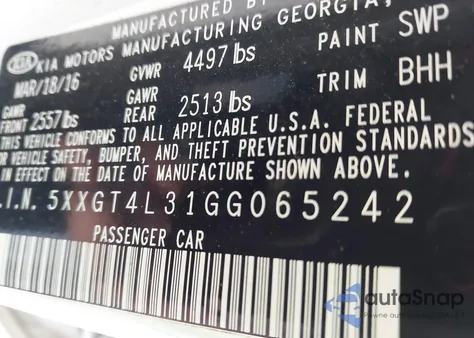 MANUFACTURED BY
KIA KIA MOTORS MANUFACTURING GEORGIA,
MAR/18/16 GVWR 4497 lbs PAINT SWP
GAWR FRONT 2557 lbs GAWR REAR 2513 lbs TRIM BHH
THIS VEHICLE CONFORMS TO ALL APPLICABLE U.S.A. FEDERAL
VEHICLE SAFETY, BUMPER, AND THEFT PREVENTION STANDARDS
IN EFFECT ON THE DATE OF MANUFACTURE SHOWN ABOVE.
.I.N. 5XXGT4L31GG065242
PASSENGER CAR
autoSnap